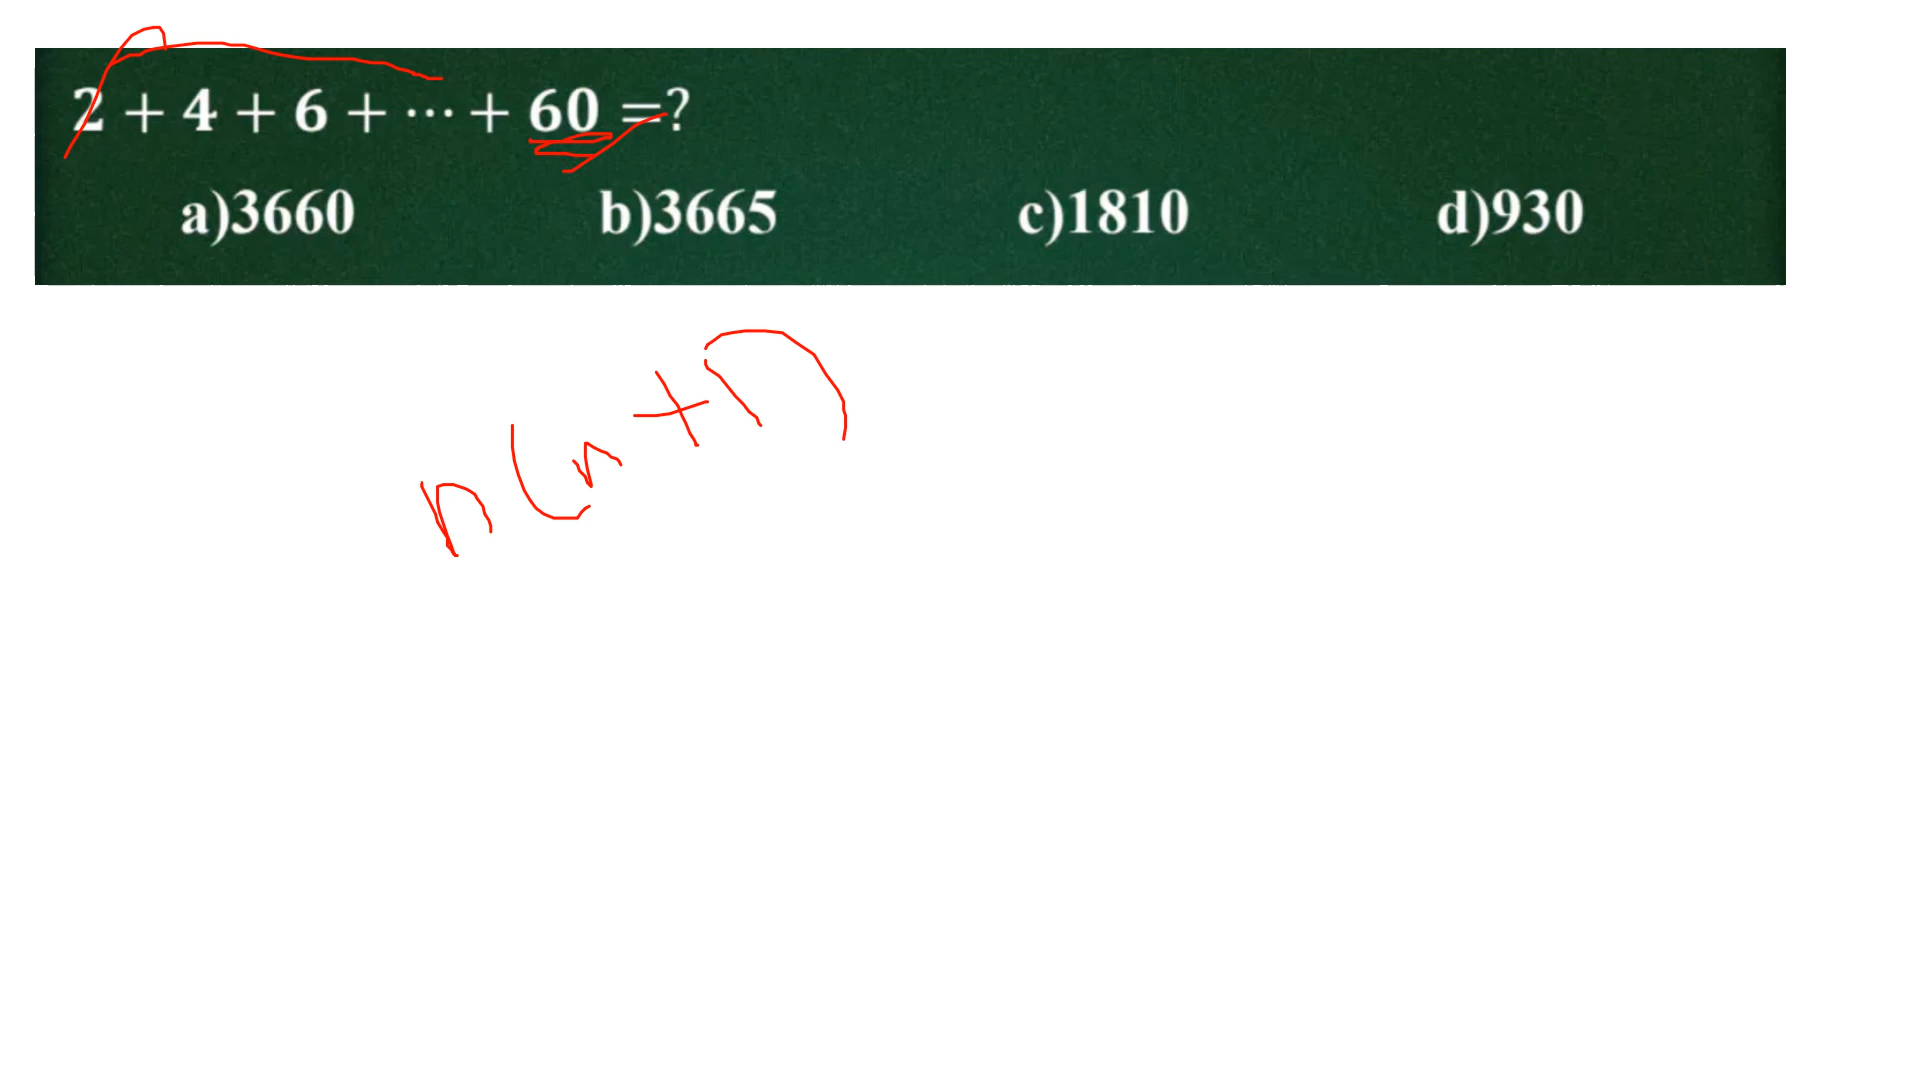 2 + 4 + 6 + ⋯ + 60 =?
a)3660 b)3665 c)1810 d)930
n(n+1)